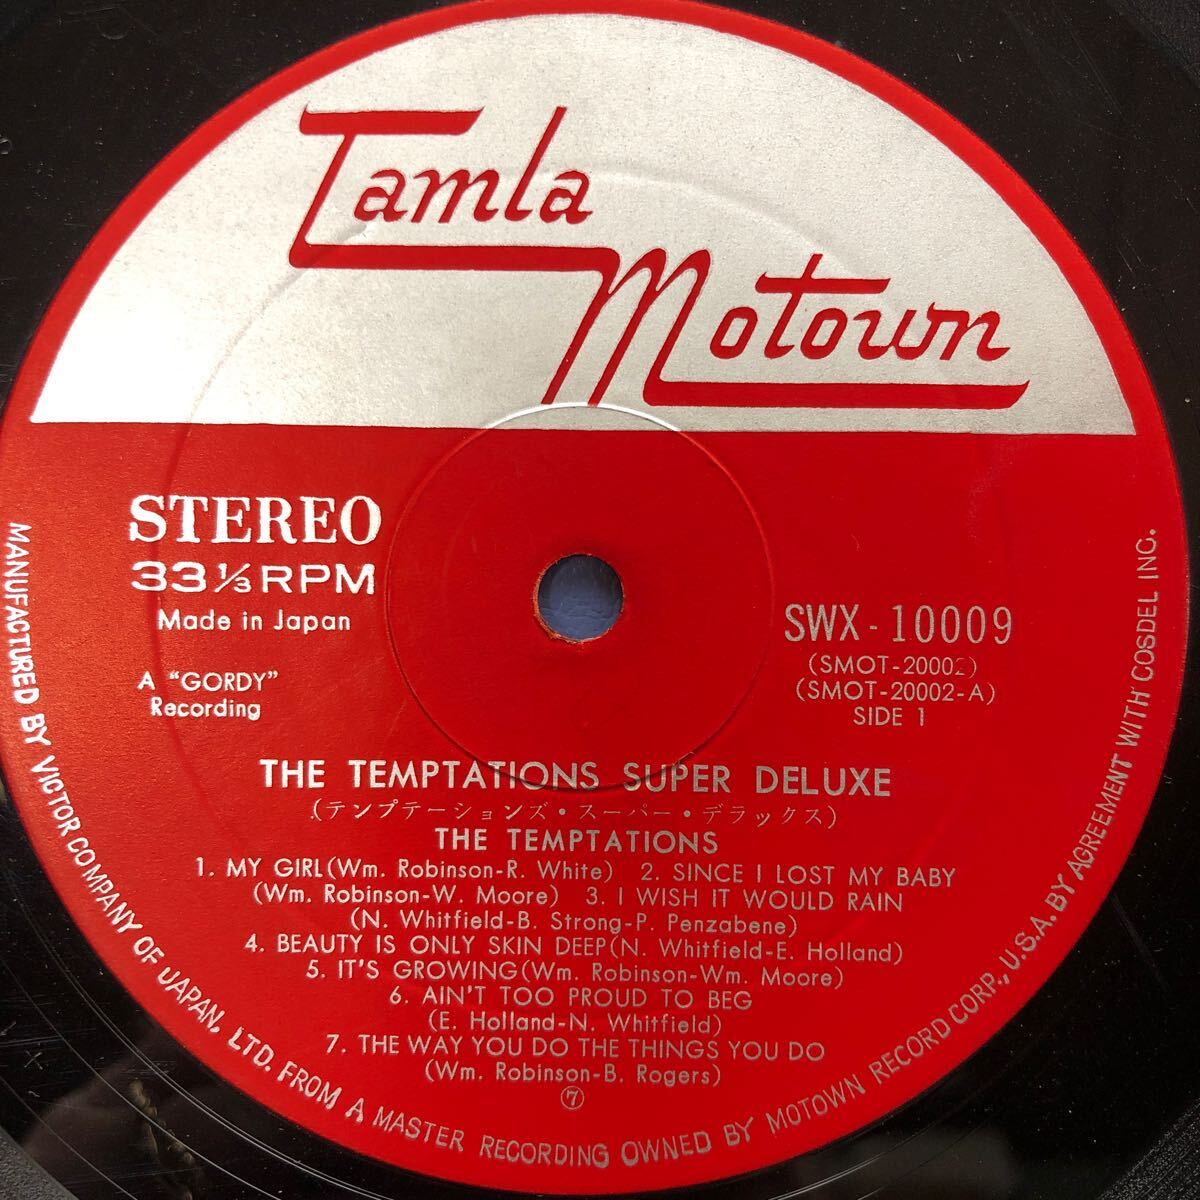 Tamla
Motown
STEREO
33 1/3 RPM
Made in Japan
A "GORDY"
Recording
SWX-10009
(SMOT-20002)
(SMOT-20002-A)
SIDE 1
THE TEMPTATIONS SUPER DELUXE
(テンプテーションズ・スーパー・デラックス)
THE TEMPTATIONS
1. MY GIRL(Wm. Robinson-R. White) 2. SINCE I LOST MY BABY
(Wm. Robinson-W. Moore) 3. I WISH IT WOULD RAIN
(N. Whitfield-B. Strong-P. Penzabene)
4. BEAUTY IS ONLY SKIN DEEP(N. Whitfield-E. Holland)
5. IT'S GROWING(Wm. Robinson-Wm. Moore)
6. AIN'T TOO PROUD TO BEG
(E. Holland-N. Whitfield)
7. THE WAY YOU DO THE THINGS YOU DO
(Wm. Robinson-B. Rogers)
⑦
MANUFACTURED BY VICTOR COMPANY OF JAPAN, LTD. FROM A MASTER RECORDING OWNED BY MOTOWN RECORD CORP., U.S.A. BY AGREEMENT WITH COSDEL INC.